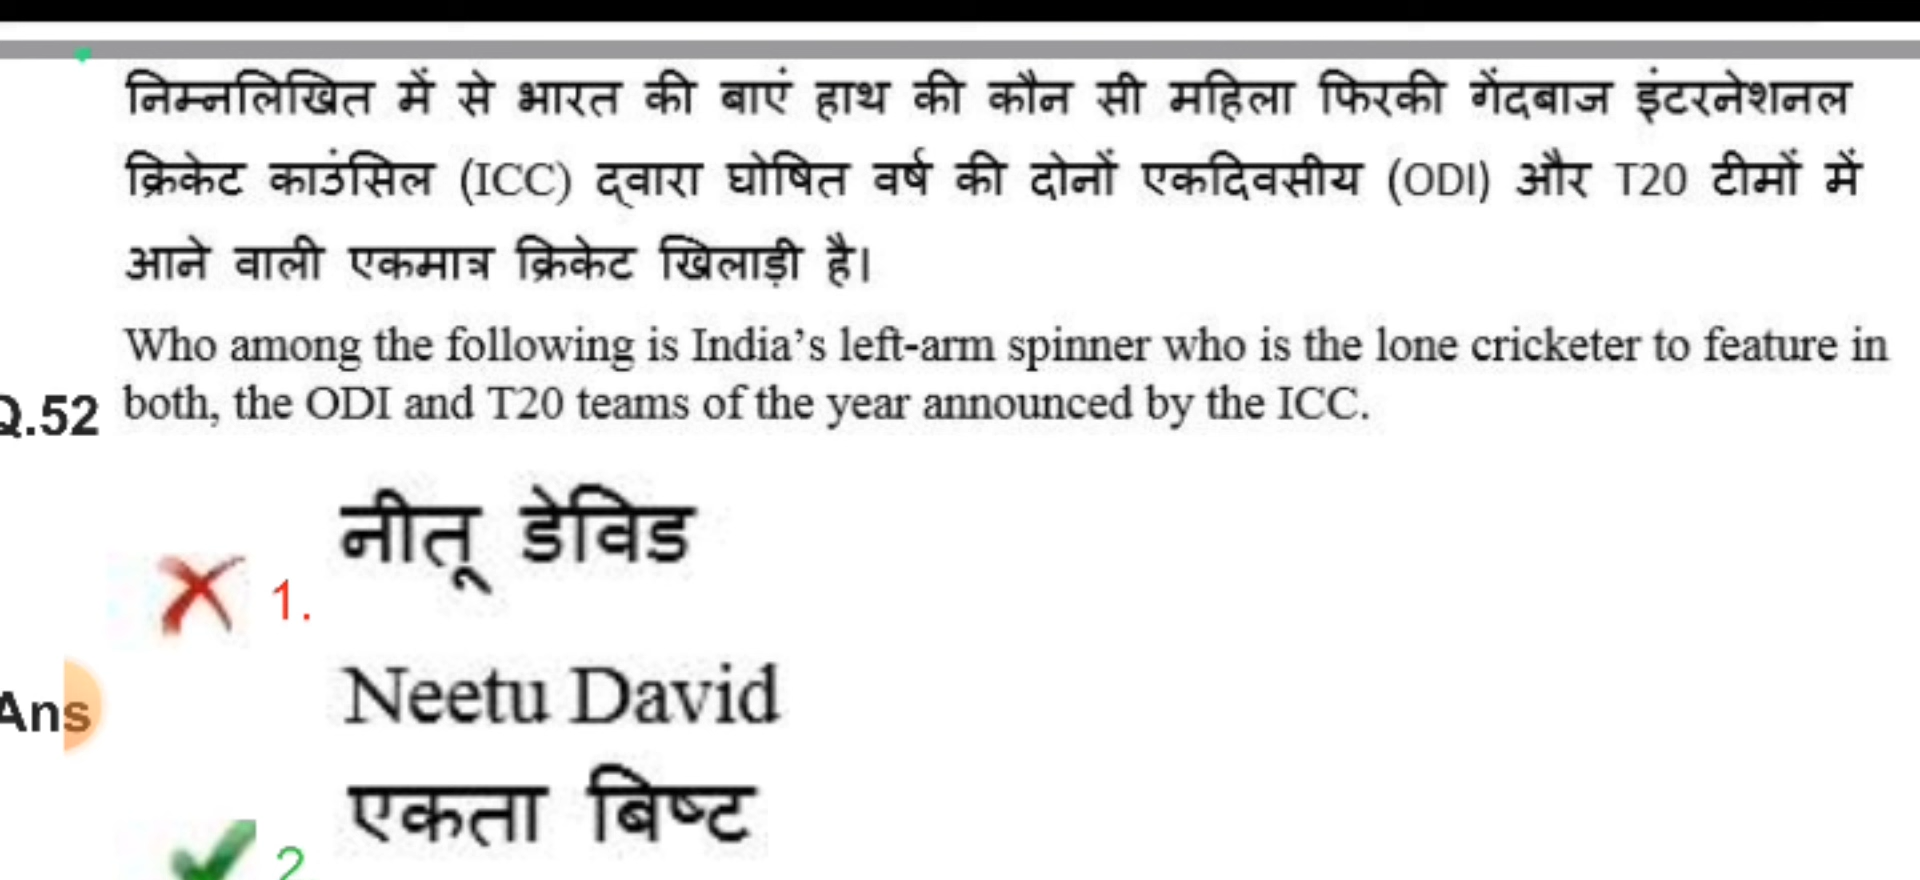 निम्नलिखित में से भारत की बाएं हाथ की कौन सी महिला फिरकी गेंदबाज इंटरनेशनल
क्रिकेट काउंसिल (ICC) द्वारा घोषित वर्ष की दोनों एकदिवसीय (ODI) और T20 टीमों में
आने वाली एकमात्र क्रिकेट खिलाड़ी है।
Who among the following is India's left-arm spinner who is the lone cricketer to feature in
Q.52 both, the ODI and T20 teams of the year announced by the ICC.
नीतू डेविड
1.
Ans Neetu David
एकता बिष्ट
2